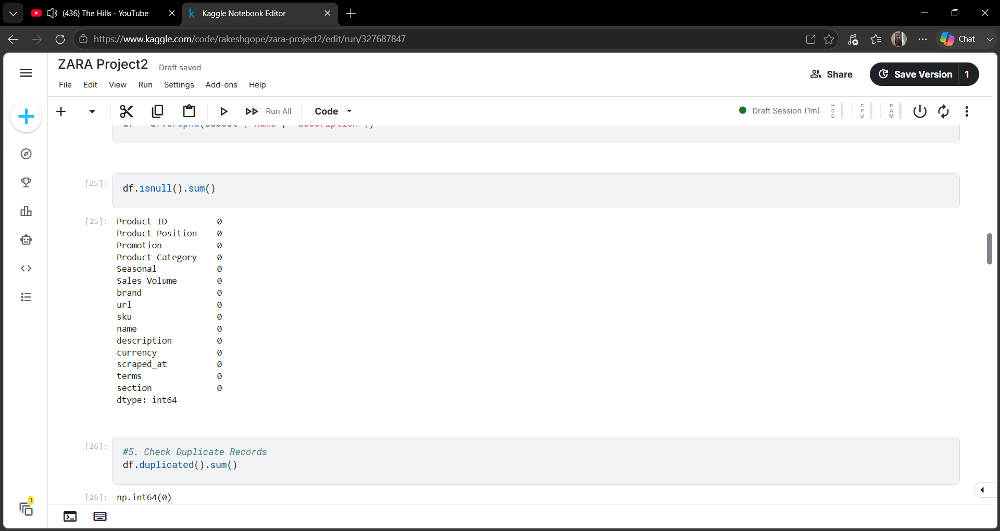 (436) The Hills - YouTube
Kaggle Notebook Editor
https://www.kaggle.com/code/rakeshgope/zara-project2/edit/run/327687847
Chat
ZARA Project2
Draft saved
File Edit View Run Settings Add-ons Help
Share
Save Version 1
Run All
Code
Draft Session (1m)
HDD
CPU
RAM
[25]:
df.isnull().sum()
[25]:
Product ID 0
Product Position 0
Promotion 0
Product Category 0
Seasonal 0
Sales Volume 0
brand 0
url 0
sku 0
name 0
description 0
currency 0
scraped_at 0
terms 0
section 0
dtype: int64
[26]:
#5. Check Duplicate Records
df.duplicated().sum()
[26]: np.int64(0)
1